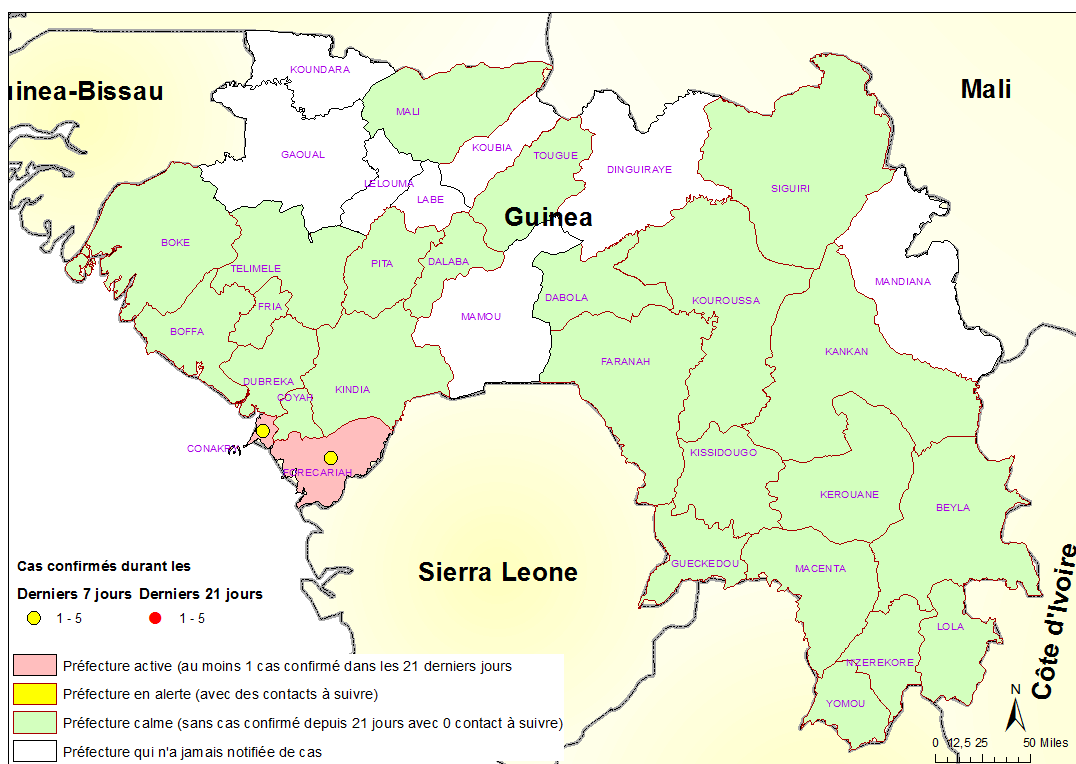 KOUNDARA
inea-Bissau
Mali
MALI
GAOUAL
KOUBIA
TOUGUE
DINGUIRAYE
LELOUMA
LABE
SIGUIRI
Guinea
BOKE
TELIMELE
PITA
DALABA
MANDIANA
DABOLA
KOUROUSSA
FRIA
MAMOU
BOFFA
KANKAN
FARANAH
DUBREKA
KINDIA
COYAH
CONAKR
KISSIDOUGO
FORECARIAH
KEROUANE
BEYLA
Sierra Leone
GUECKEDOU
MACENTA
Côte d'Ivoire
LOLA
NZEREKORE
YOMOU
N
0 12,5 25 50 Miles
Cas confirmés durant les
Derniers 7 jours Derniers 21 jours
1 - 5 1 - 5
Préfecture active (au moins 1 cas confirmé dans les 21 derniers jours
Préfecture en alerte (avec des contacts à suivre)
Préfecture calme (sans cas confirmé depuis 21 jours avec 0 contact à suivre)
Préfecture qui n'a jamais notifiée de cas